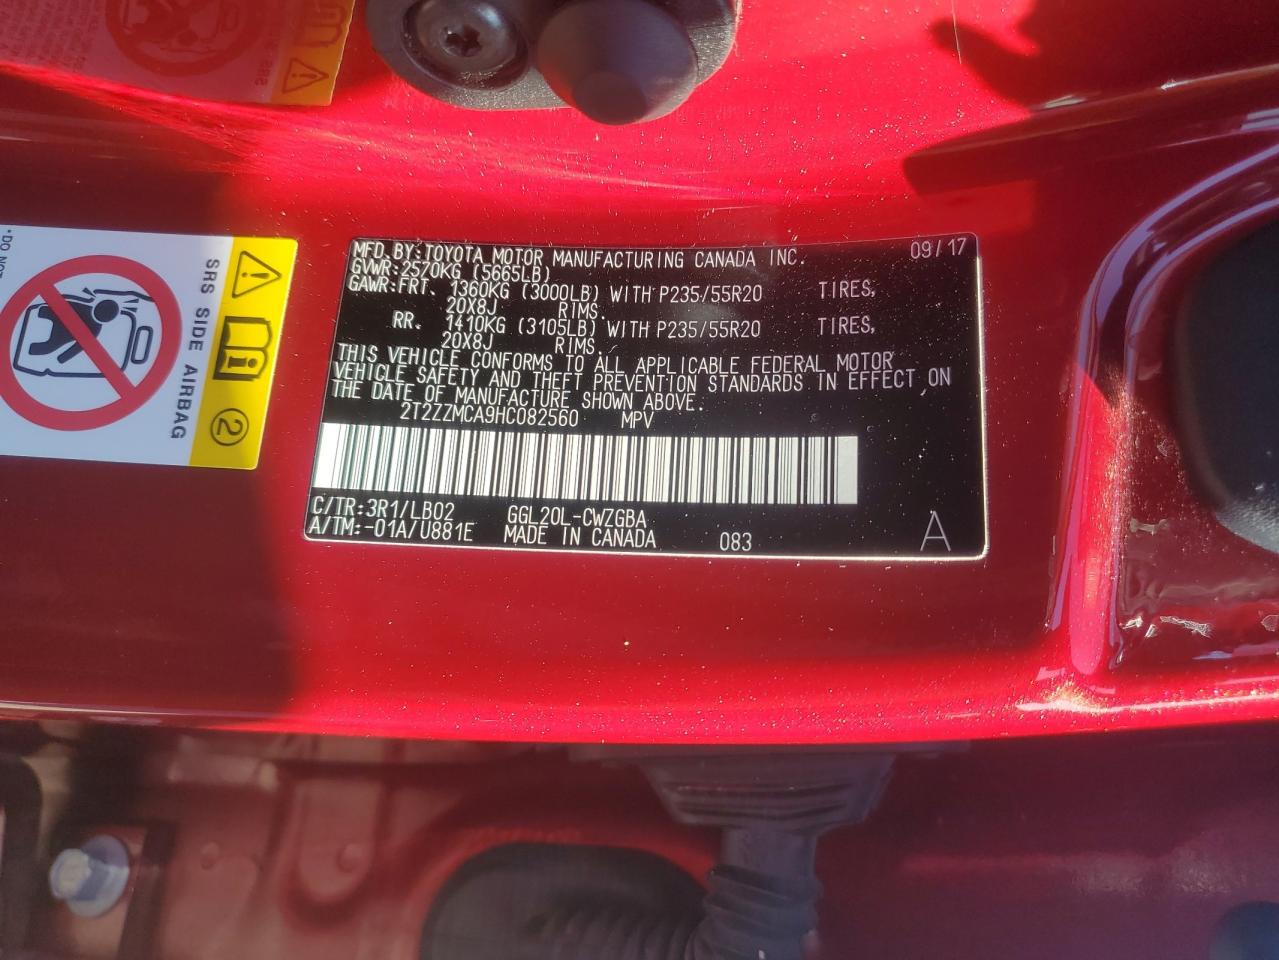 *DO NOT
SRS SIDE AIRBAG
2
MFD.BY:TOYOTA MOTOR MANUFACTURING CANADA INC. 09/17
GVWR:2570KG (5665LB)
GAWR:FRT. 1360KG (3000LB) WITH P235/55R20 TIRES,
20X8J RIMS.
RR. 1410KG (3105LB) WITH P235/55R20 TIRES,
20X8J RIMS.
THIS VEHICLE CONFORMS TO ALL APPLICABLE FEDERAL MOTOR
VEHICLE SAFETY AND THEFT PREVENTION STANDARDS IN EFFECT ON
THE DATE OF MANUFACTURE SHOWN ABOVE.
2T2ZZMCA9HC082560 MPV
C/TR:3R1/LB02 GGL20L-CWZGBA
A/TM:-01A/U881E MADE IN CANADA 083 A